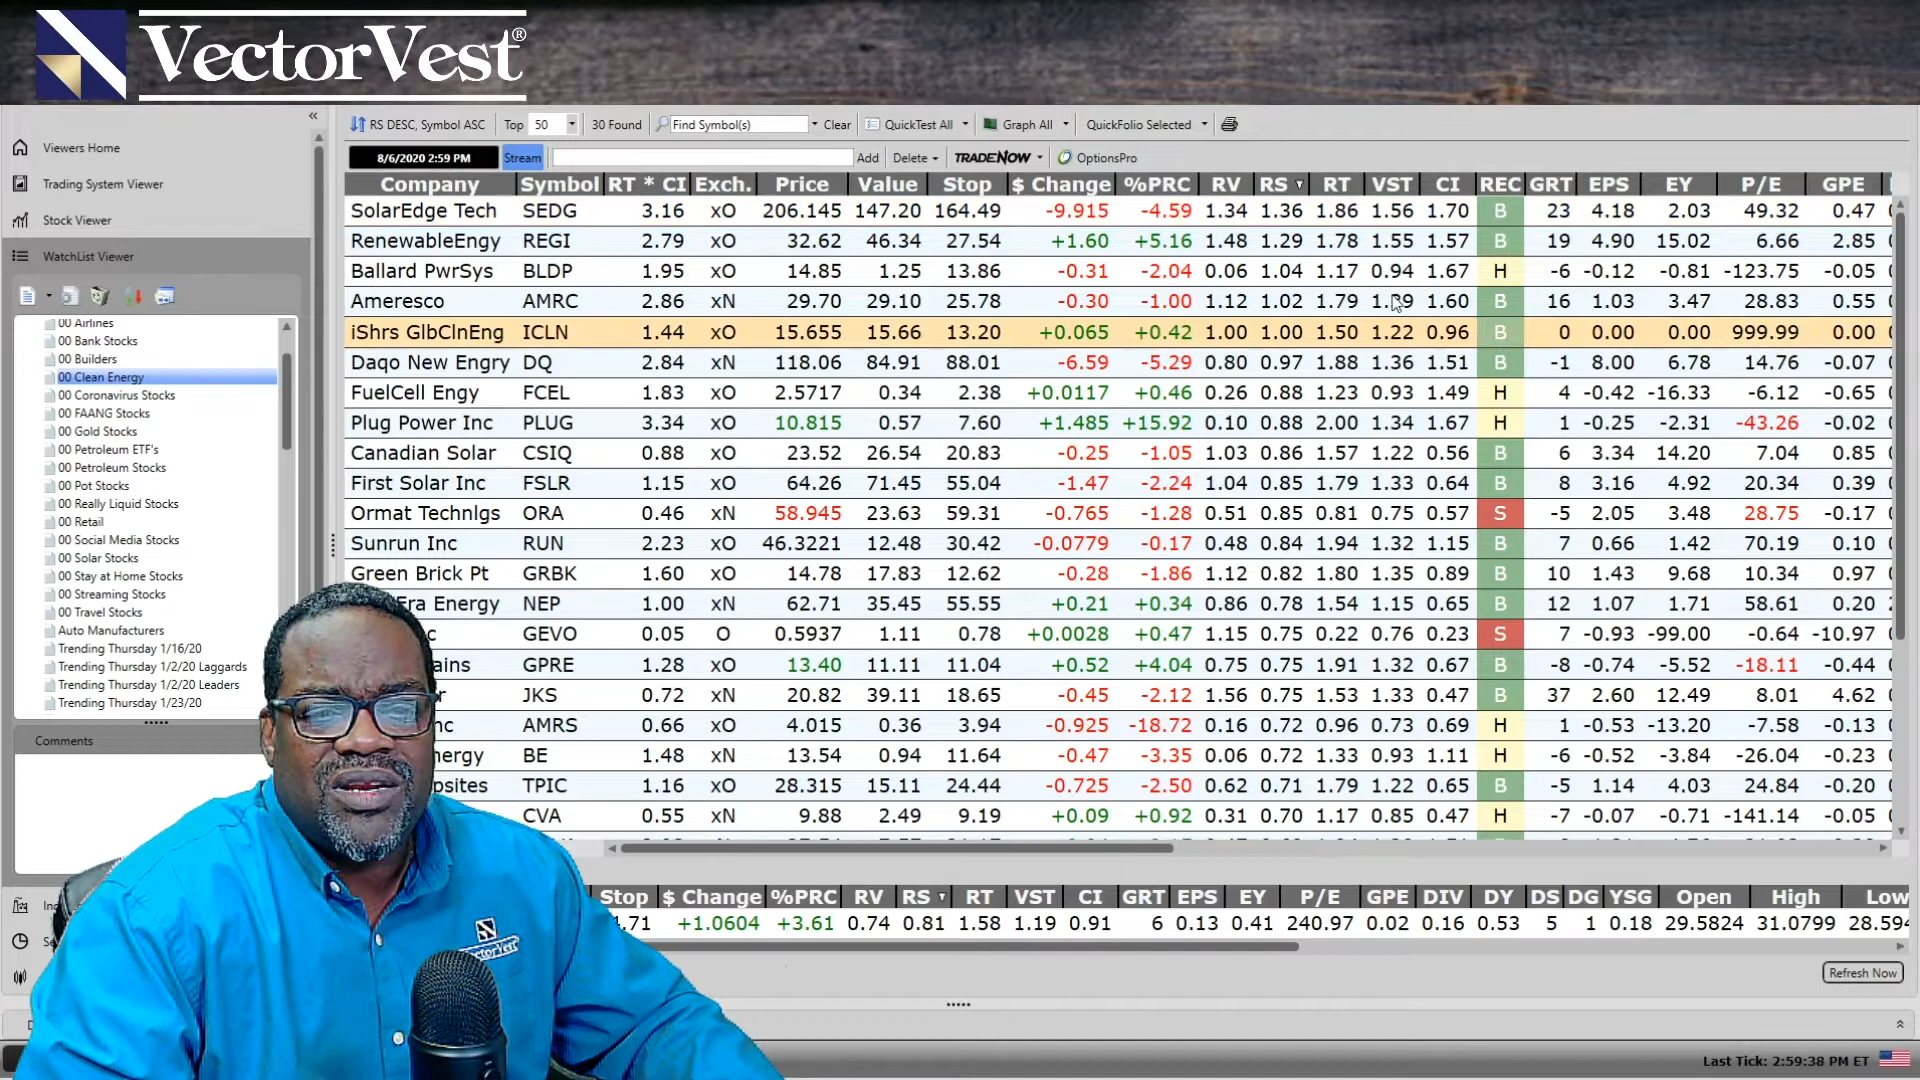 VectorVest®
RS DESC, Symbol ASC Top 50 30 Found Find Symbol(s) Clear QuickTest All Graph All QuickFolio Selected
8/6/2020 2:59 PM Stream Add Delete TRADENOW OptionsPro
Viewers Home
Trading System Viewer
Stock Viewer
WatchList Viewer
00 Airlines
00 Bank Stocks
00 Builders
00 Clean Energy
00 Coronavirus Stocks
00 FAANG Stocks
00 Gold Stocks
00 Petroleum ETF's
00 Petroleum Stocks
00 Pot Stocks
00 Really Liquid Stocks
00 Retail
00 Social Media Stocks
00 Solar Stocks
00 Stay at Home Stocks
00 Streaming Stocks
00 Travel Stocks
Auto Manufacturers
Trending Thursday 1/16/20
Trending Thursday 1/2/20 Laggards
Trending Thursday 1/2/20 Leaders
Trending Thursday 1/23/20
Comments
Company Symbol RT * CI Exch. Price Value Stop $ Change %PRC RV RS RT VST CI REC GRT EPS EY P/E GPE
SolarEdge Tech SEDG 3.16 xO 206.145 147.20 164.49 -9.915 -4.59 1.34 1.36 1.86 1.56 1.70 B 23 4.18 2.03 49.32 0.47
RenewableEngy REGI 2.79 xO 32.62 46.34 27.54 +1.60 +5.16 1.48 1.29 1.78 1.55 1.57 B 19 4.90 15.02 6.66 2.85
Ballard PwrSys BLDP 1.95 xO 14.85 1.25 13.86 -0.31 -2.04 0.06 1.04 1.17 0.94 1.67 H -6 -0.12 -0.81 -123.75 -0.05
Ameresco AMRC 2.86 xN 29.70 29.10 25.78 -0.30 -1.00 1.12 1.02 1.79 1.60 B 16 1.03 3.47 28.83 0.55
iShrs GlbClnEng ICLN 1.44 xO 15.655 15.66 13.20 +0.065 +0.42 1.00 1.00 1.50 1.22 0.96 B 0 0.00 0.00 999.99 0.00
Daqo New Engry DQ 2.84 xN 118.06 84.91 88.01 -6.59 -5.29 0.80 0.97 1.88 1.36 1.51 B -1 8.00 6.78 14.76 -0.07
FuelCell Engy FCEL 1.83 xO 2.5717 0.34 2.38 +0.0117 +0.46 0.26 0.88 1.23 0.93 1.49 H 4 -0.42 -16.33 -6.12 -0.65
Plug Power Inc PLUG 3.34 xO 10.815 0.57 7.60 +1.485 +15.92 0.10 0.88 2.00 1.34 1.67 H 1 -0.25 -2.31 -43.26 -0.02
Canadian Solar CSIQ 0.88 xO 23.52 26.54 20.83 -0.25 -1.05 1.03 0.86 1.57 1.22 0.56 B 6 3.34 14.20 7.04 0.85
First Solar Inc FSLR 1.15 xO 64.26 71.45 55.04 -1.47 -2.24 1.04 0.85 1.79 1.33 0.64 B 8 3.16 4.92 20.34 0.39
Ormat Technlgs ORA 0.46 xN 58.945 23.63 59.31 -0.765 -1.28 0.51 0.85 0.81 0.75 0.57 S -5 2.05 3.48 28.75 -0.17
Sunrun Inc RUN 2.23 xO 46.3221 12.48 30.42 -0.0779 -0.17 0.48 0.84 1.94 1.32 1.15 B 7 0.66 1.42 70.19 0.10
Green Brick Pt GRBK 1.60 xO 14.78 17.83 12.62 -0.28 -1.86 1.12 0.82 1.80 1.35 0.89 B 10 1.43 9.68 10.34 0.97
Era Energy NEP 1.00 xN 62.71 35.45 55.55 +0.21 +0.34 0.86 0.78 1.54 1.15 0.65 B 12 1.07 1.71 58.61 0.20
c GEVO 0.05 O 0.5937 1.11 0.78 +0.0028 +0.47 1.15 0.75 0.22 0.76 0.23 S 7 -0.93 -99.00 -0.64 -10.97
ains GPRE 1.28 xO 13.40 11.11 11.04 +0.52 +4.04 0.75 0.75 1.91 1.32 0.67 B -8 -0.74 -5.52 -18.11 -0.44
r JKS 0.72 xN 20.82 39.11 18.65 -0.45 -2.12 1.56 0.75 1.53 1.33 0.47 B 37 2.60 12.49 8.01 4.62
nc AMRS 0.66 xO 4.015 0.36 3.94 -0.925 -18.72 0.16 0.72 0.96 0.73 0.69 H 1 -0.53 -13.20 -7.58 -0.13
nergy BE 1.48 xN 13.54 0.94 11.64 -0.47 -3.35 0.06 0.72 1.33 0.93 1.11 H -6 -0.52 -3.84 -26.04 -0.23
psites TPIC 1.16 xO 28.315 15.11 24.44 -0.725 -2.50 0.62 0.71 1.79 1.22 0.65 B -5 1.14 4.03 24.84 -0.20
CVA 0.55 xN 9.88 2.49 9.19 +0.09 +0.92 0.31 0.70 1.17 0.85 0.47 H -7 -0.07 -0.71 -141.14 -0.05
Stop $ Change %PRC RV RS RT VST CI GRT EPS EY P/E GPE DIV DY DS DG YSG Open High Low
.71 +1.0604 +3.61 0.74 0.81 1.58 1.19 0.91 6 0.13 0.41 240.97 0.02 0.16 0.53 5 1 0.18 29.5824 31.0799 28.594
Refresh Now
VectorVest
Last Tick: 2:59:38 PM ET